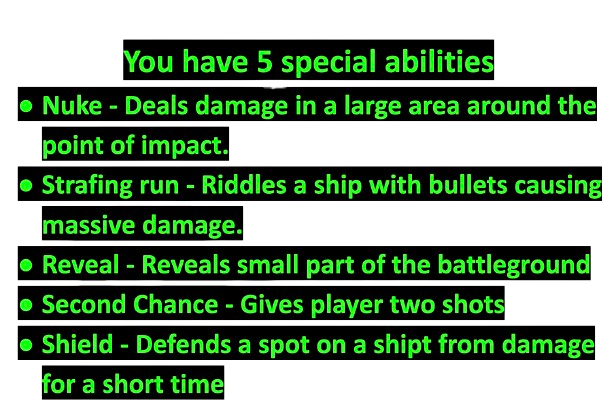 You have 5 special abilities
● Nuke - Deals damage in a large area around the
point of impact.
● Strafing run - Riddles a ship with bullets causing
massive damage.
● Reveal - Reveals small part of the battleground
● Second Chance - Gives player two shots
● Shield - Defends a spot on a shipt from damage
for a short time